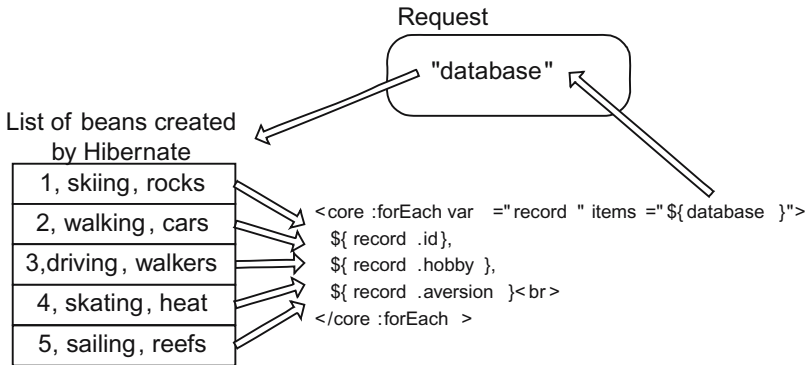 Request
"database"
List of beans created
by Hibernate
1, skiing, rocks
2, walking, cars
3,driving, walkers
4, skating, heat
5, sailing, reefs
<core :forEach var ="record " items ="${database }">
${ record .id},
${ record .hobby },
${ record .aversion }<br>
</core :forEach >